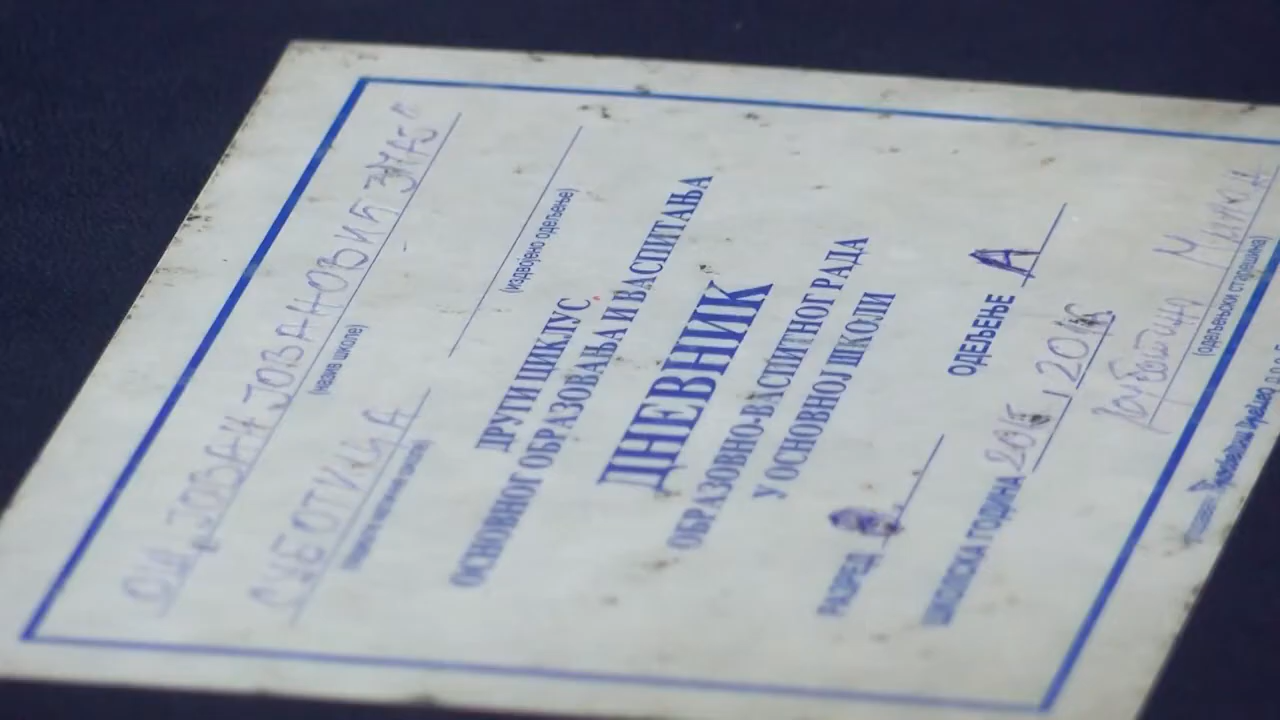 ОШ „ЈОВАН ЈОВАНОВИЋ ЗМАЈ“
(назив школе)
СУБОТИЦА
(издвојено одељење)
ДРУГИ ЦИКЛУС
ОСНОВНОГ ОБРАЗОВАЊА И ВАСПИТАЊА
ДНЕВНИК
ОБРАЗОВНО-ВАСПИТНОГ РАДА
У ОСНОВНОЈ ШКОЛИ
РАЗРЕД ОДЕЉЕЊЕ А
ШКОЛСКА ГОДИНА 2015 / 2016
(одељењски старешина)